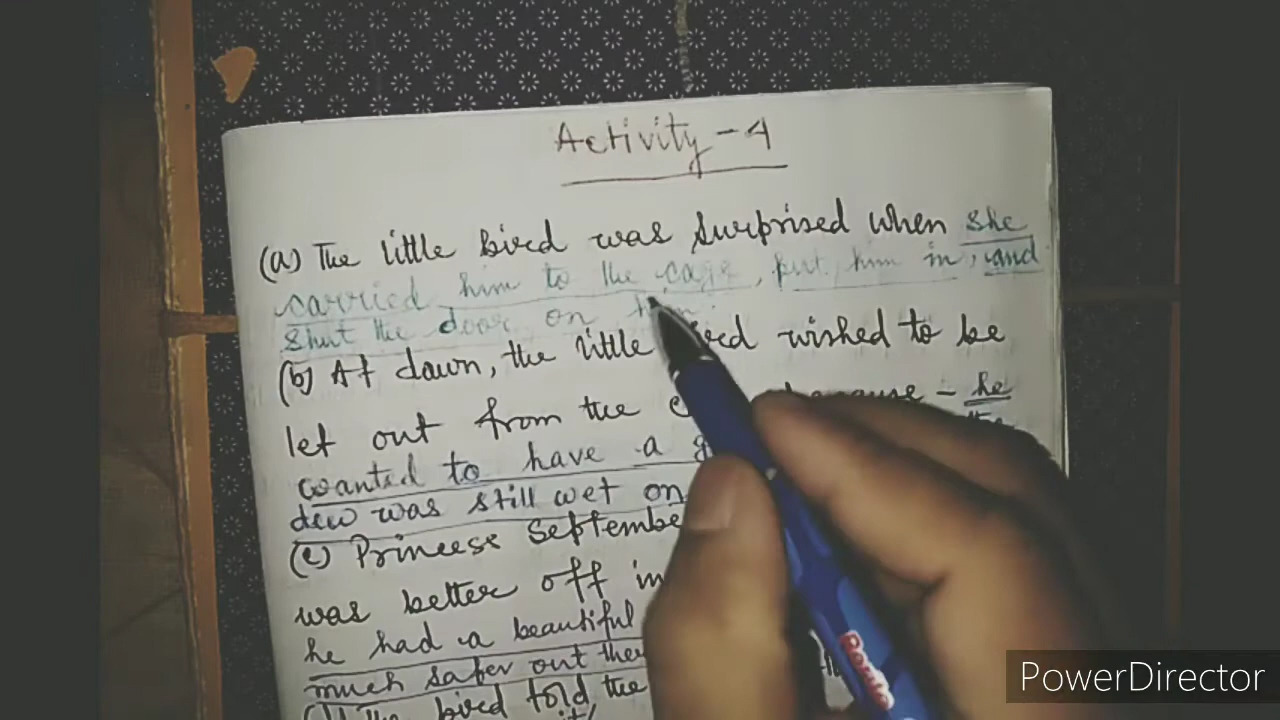 Activity - 4
(a) The little bird was surprised when she
carried him to the cage, put him in, and
shut the door on him.
(b) At dawn, the little bird wished to be
let out from the because - he
wanted to have a
dew was still wet on
(c) Princess September
was better off in
he had a beautiful
much safer out
bird told the
PowerDirector